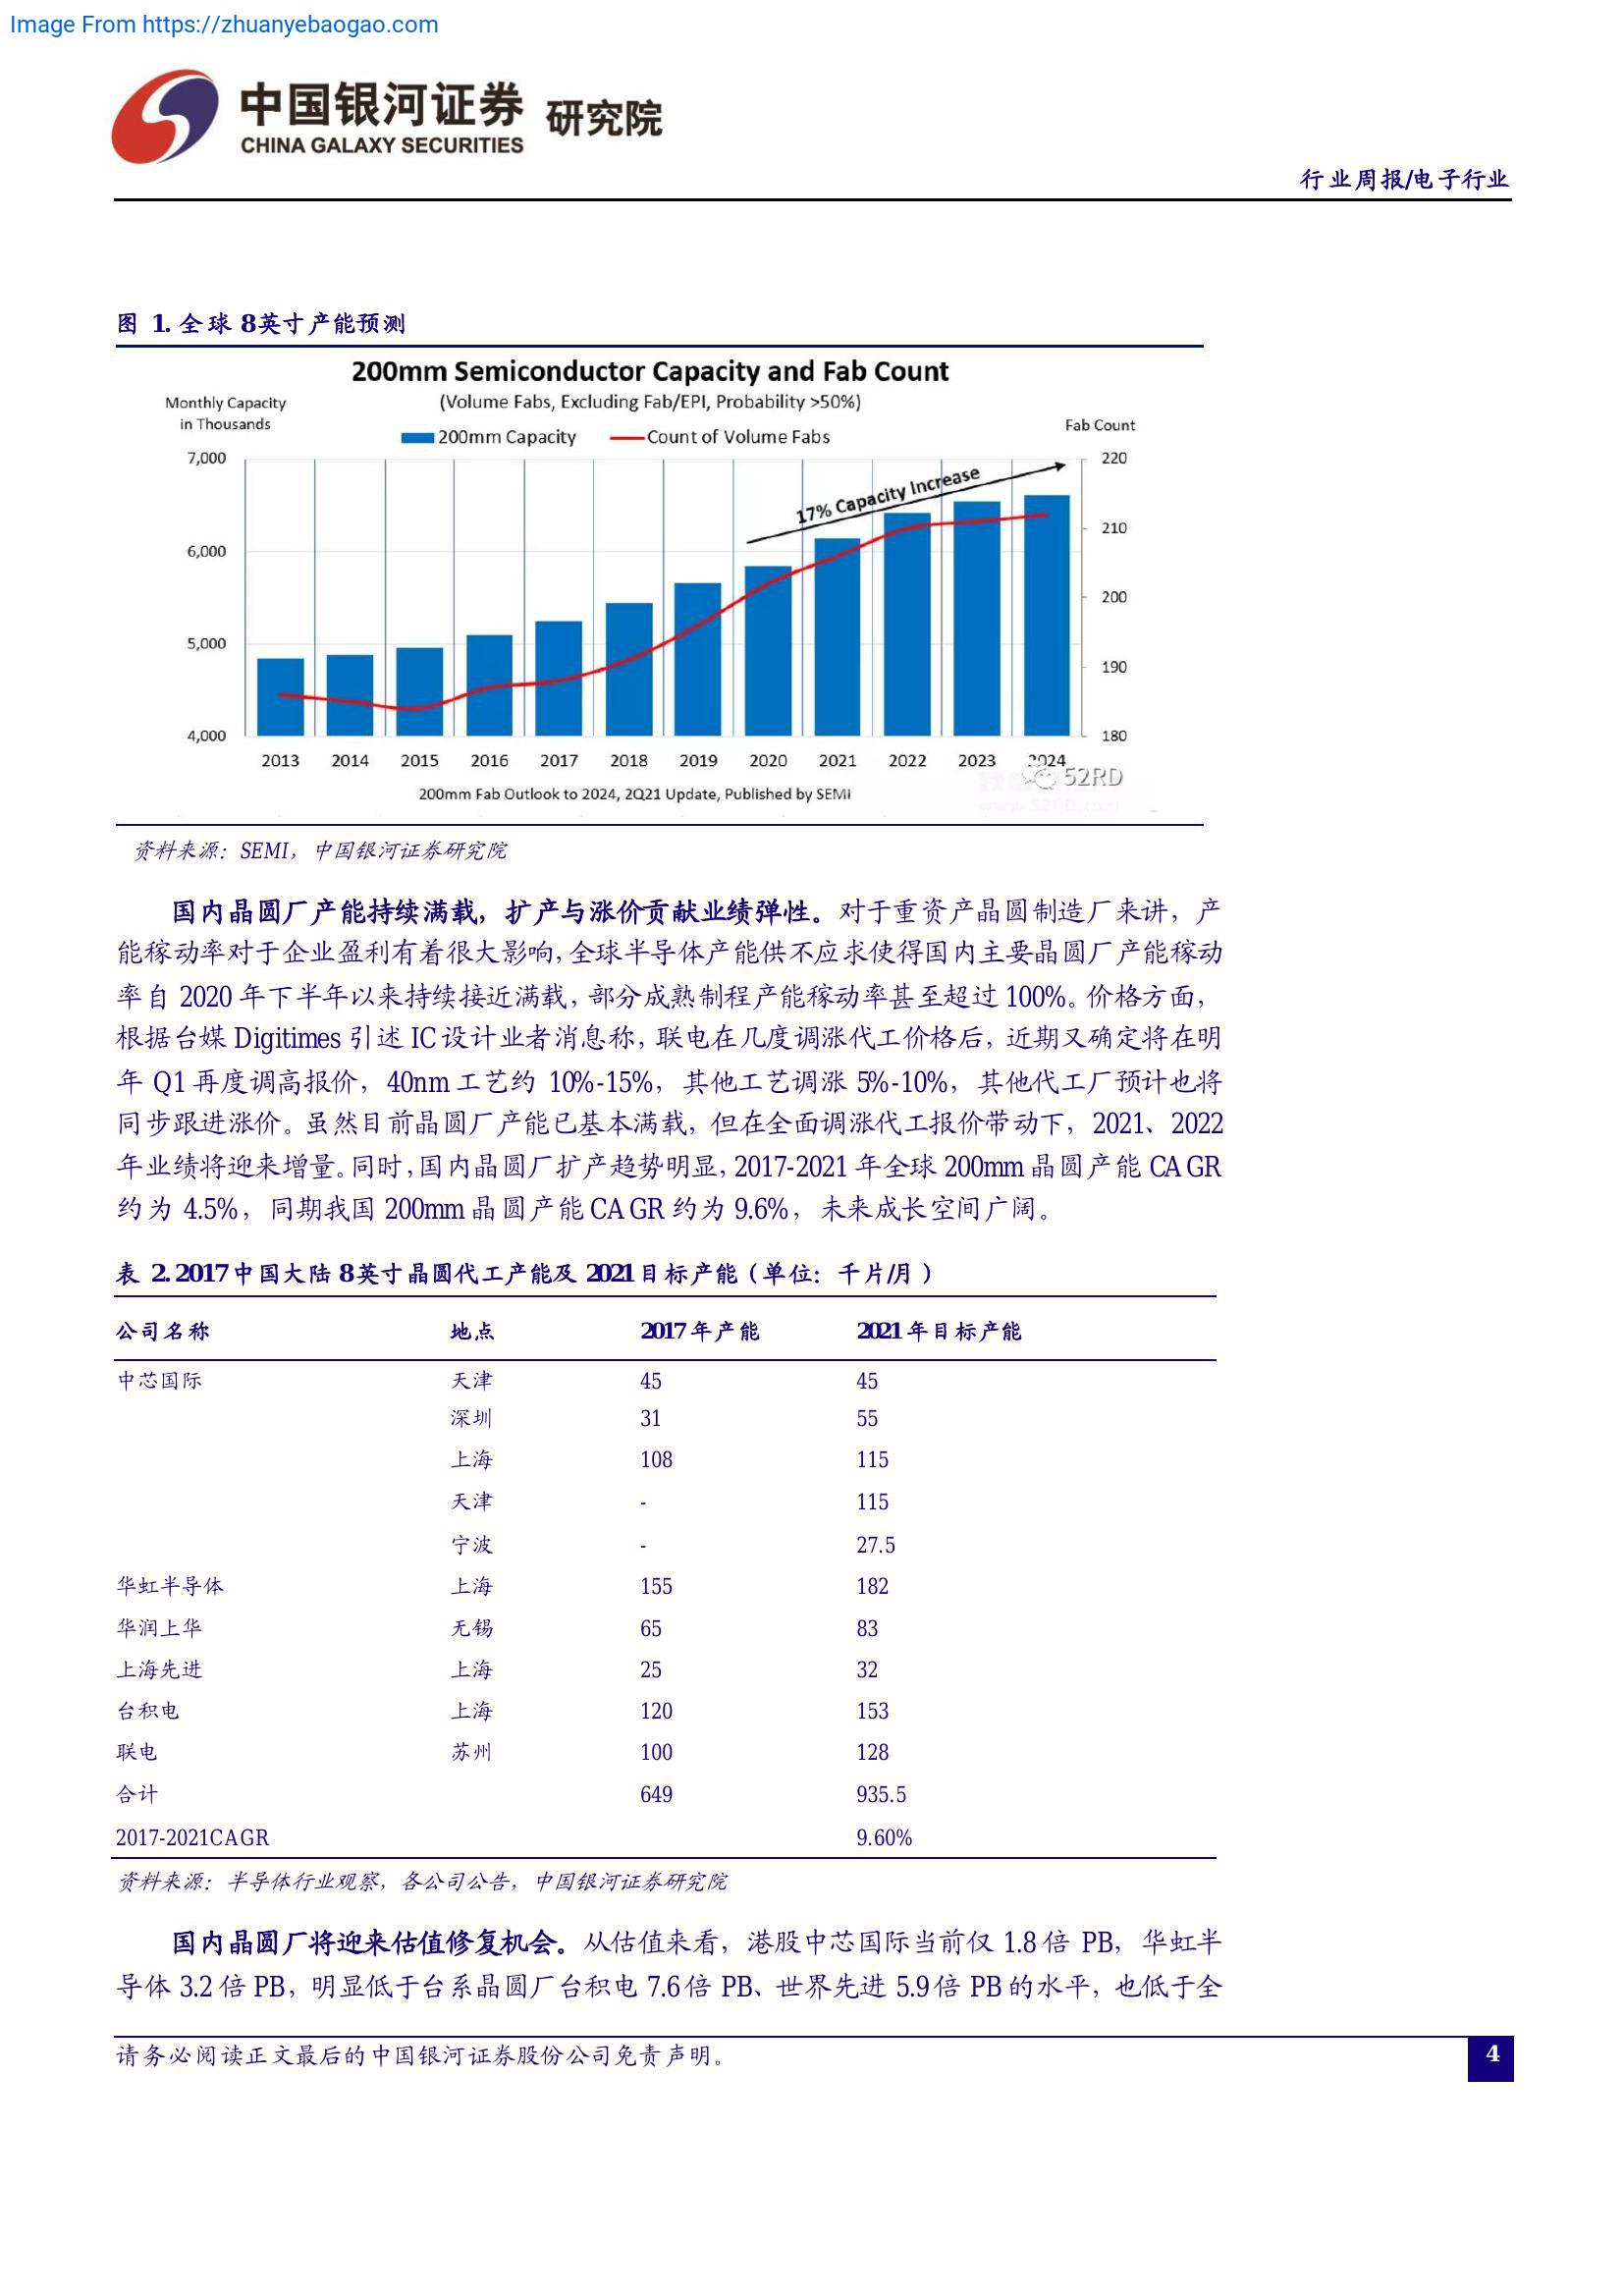 Image From https://zhuanyebaogao.com
中国银河证券 研究院
CHINA GALAXY SECURITIES
行业周报/电子行业
图 1. 全球 8英寸产能预测
200mm Semiconductor Capacity and Fab Count
(Volume Fabs, Excluding Fab/EPI, Probability >50%)
Monthly Capacity
in Thousands
Fab Count
200mm Capacity
Count of Volume Fabs
7,000
6,000
5,000
4,000
17% Capacity Increase
220
210
200
190
180
2013 2014 2015 2016 2017 2018 2019 2020 2021 2022 2023 2024
52RD
200mm Fab Outlook to 2024, 2Q21 Update, Published by SEMI
资料来源：SEMI，中国银河证券研究院
国内晶圆厂产能持续满载，扩产与涨价贡献业绩弹性。对于重资产晶圆制造厂来讲，产
能稼动率对于企业盈利有着很大影响，全球半导体产能供不应求使得国内主要晶圆厂产能稼动
率自 2020 年下半年以来持续接近满载，部分成熟制程产能稼动率甚至超过 100%。价格方面，
根据台媒 Digitimes 引述 IC 设计业者消息称，联电在几度调涨代工价格后，近期又确定将在明
年 Q1 再度调高报价，40nm 工艺约 10%-15%，其他工艺调涨 5%-10%，其他代工厂预计也将
同步跟进涨价。虽然目前晶圆厂产能已基本满载，但在全面调涨代工报价带动下，2021、2022
年业绩将迎来增量。同时，国内晶圆厂扩产趋势明显，2017-2021 年全球 200mm 晶圆产能 CAGR
约为 4.5%，同期我国 200mm 晶圆产能 CAGR 约为 9.6%，未来成长空间广阔。
表 2. 2017 中国大陆 8英寸晶圆代工产能及 2021 目标产能（单位：千片/月）
公司名称 地点 2017 年产能 2021 年目标产能
中芯国际 天津 45 45
深圳 31 55
上海 108 115
天津 - 115
宁波 - 27.5
华虹半导体 上海 155 182
华润上华 无锡 65 83
上海先进 上海 25 32
台积电 上海 120 153
联电 苏州 100 128
合计 649 935.5
2017-2021CAGR 9.60%
资料来源：半导体行业观察，各公司公告，中国银河证券研究院
国内晶圆厂将迎来估值修复机会。从估值来看，港股中芯国际当前仅 1.8 倍 PB，华虹半
导体 3.2 倍 PB，明显低于台系晶圆厂台积电 7.6倍 PB、世界先进 5.9倍 PB 的水平，也低于全
请务必阅读正文最后的中国银河证券股份公司免责声明。
4